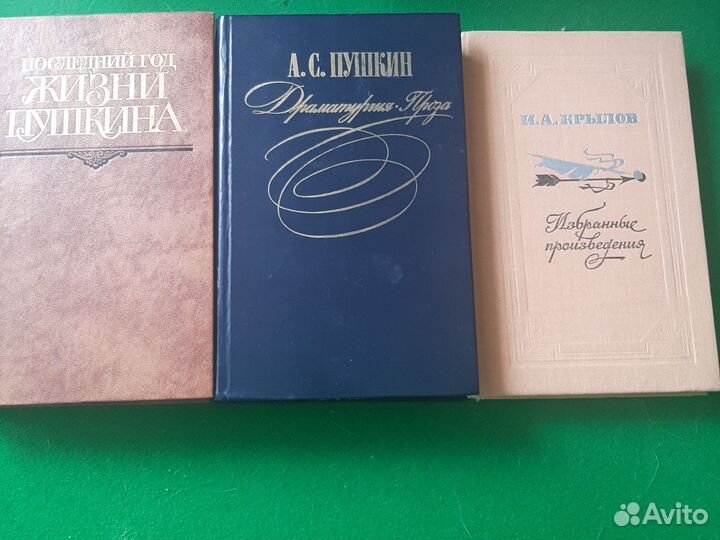 ПОСЛЕДНИЙ ГОД
ЖИЗНИ
ПУШКИНА
А.С. ПУШКИН
Драматургия·Проза
И. А. КРЫЛОВ
Избранные
произведения
Avito